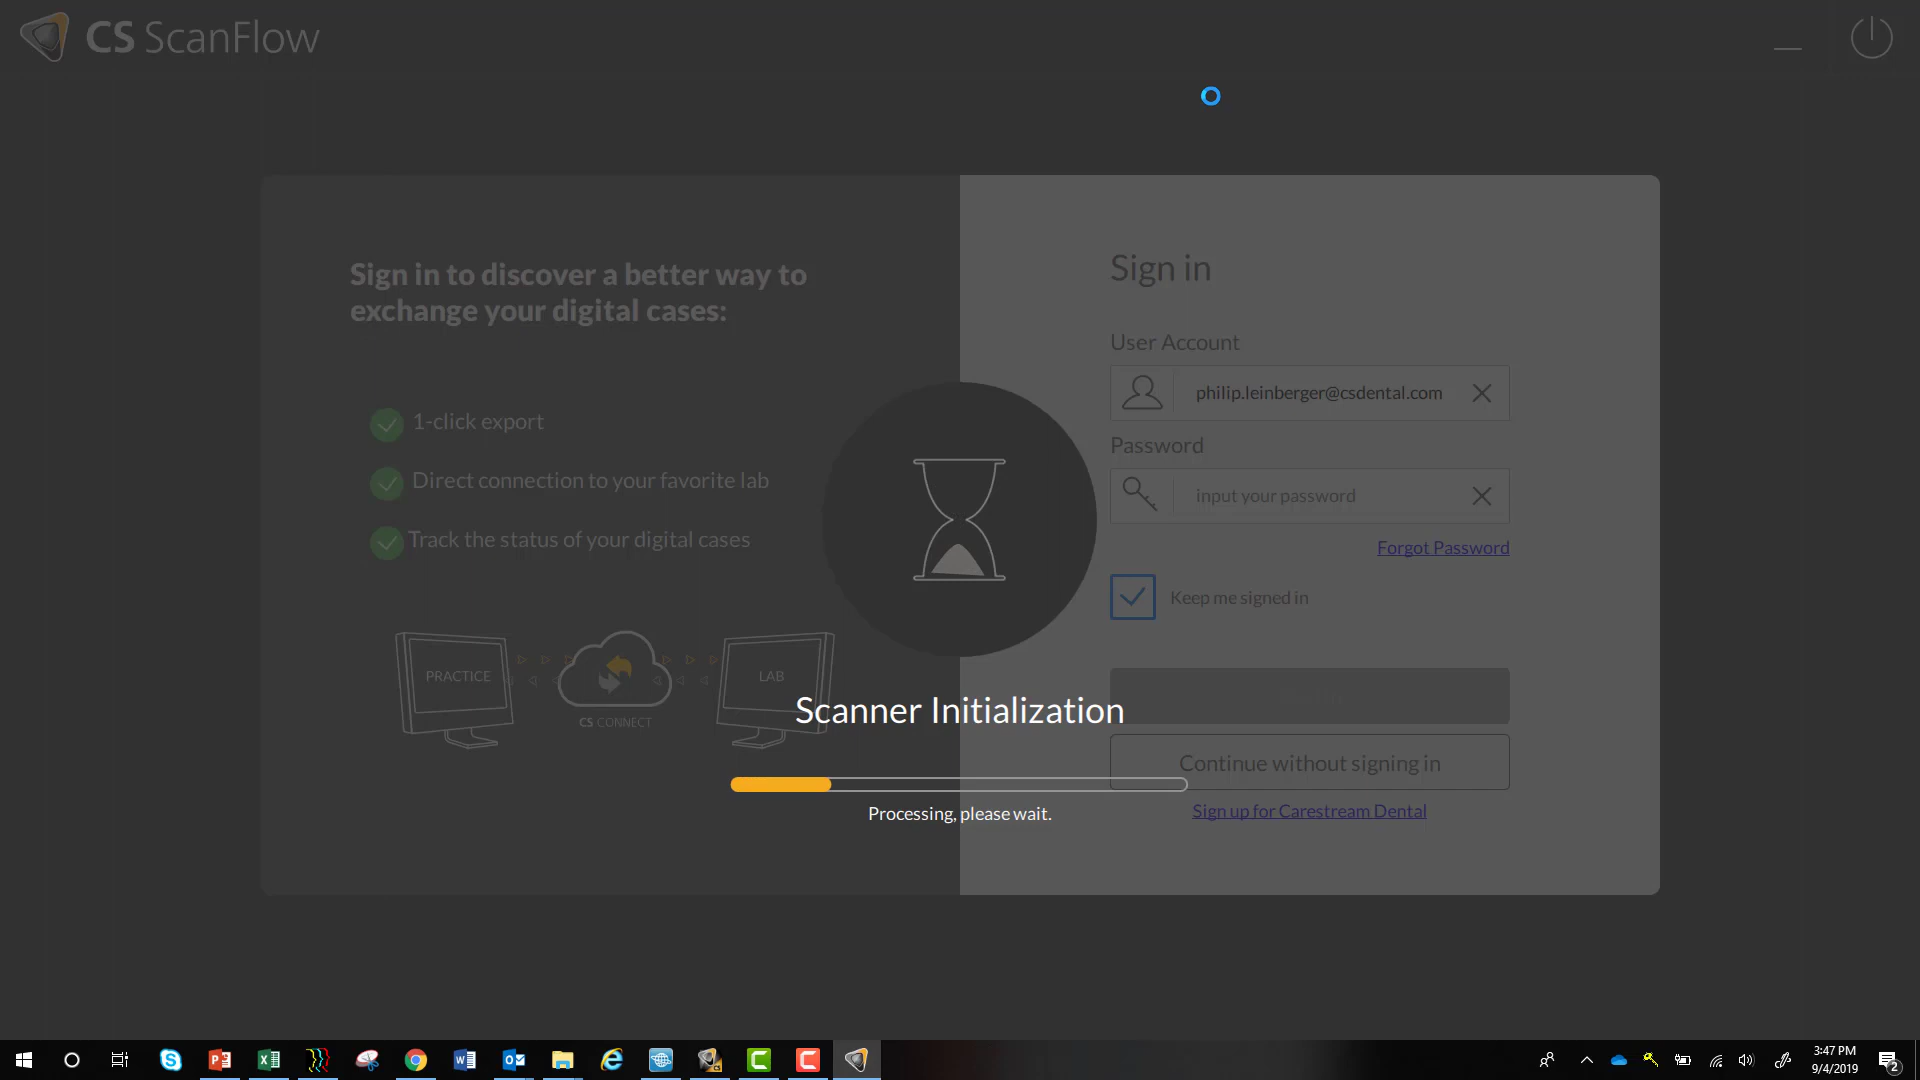 CS ScanFlow
Sign in to discover a better way to
exchange your digital cases:
1-click export
Direct connection to your favorite lab
Track the status of your digital cases
PRACTICE
CS CONNECT
LAB
Sign in
User Account
philip.leinberger@csdental.com
Password
input your password
Forgot Password
Keep me signed in
Scanner Initialization
Continue without signing in
Processing, please wait.
Sign up for Carestream Dental
3:47 PM
9/4/2019
2